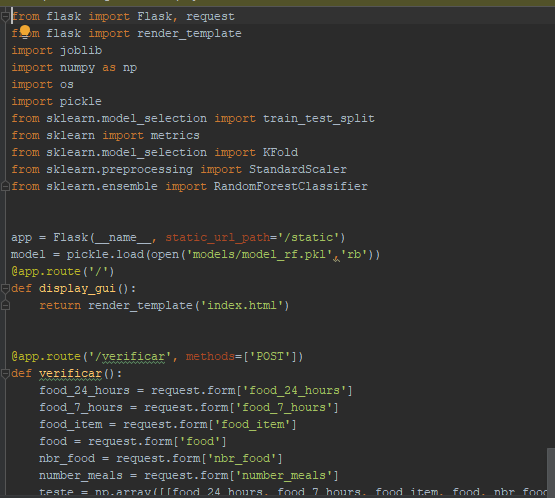 from flask import Flask, request
from flask import render_template
import joblib
import numpy as np
import os
import pickle
from sklearn.model_selection import train_test_split
from sklearn import metrics
from sklearn.model_selection import KFold
from sklearn.preprocessing import StandardScaler
from sklearn.ensemble import RandomForestClassifier
app = Flask(__name__, static_url_path='/static')
model = pickle.load(open('models/model_rf.pkl','rb'))
@app.route('/')
def display_gui():
    return render_template('index.html')
@app.route('/verificar', methods=['POST'])
def verificar():
    food_24_hours = request.form['food_24_hours']
    food_7_hours = request.form['food_7_hours']
    food_item = request.form['food_item']
    food = request.form['food']
    nbr_food = request.form['nbr_food']
    number_meals = request.form['number_meals']
    teste = np.array([[food_24_hours, food_7_hours, food_item, food, nbr_food